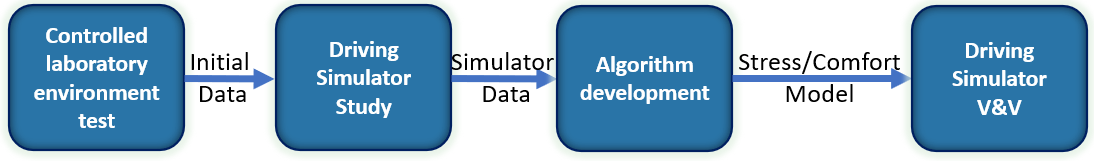 Controlled
laboratory
environment
test
Initial
Data
Driving
Simulator
Study
Simulator
Data
Algorithm
development
Stress/Comfort
Model
Driving
Simulator
V&V